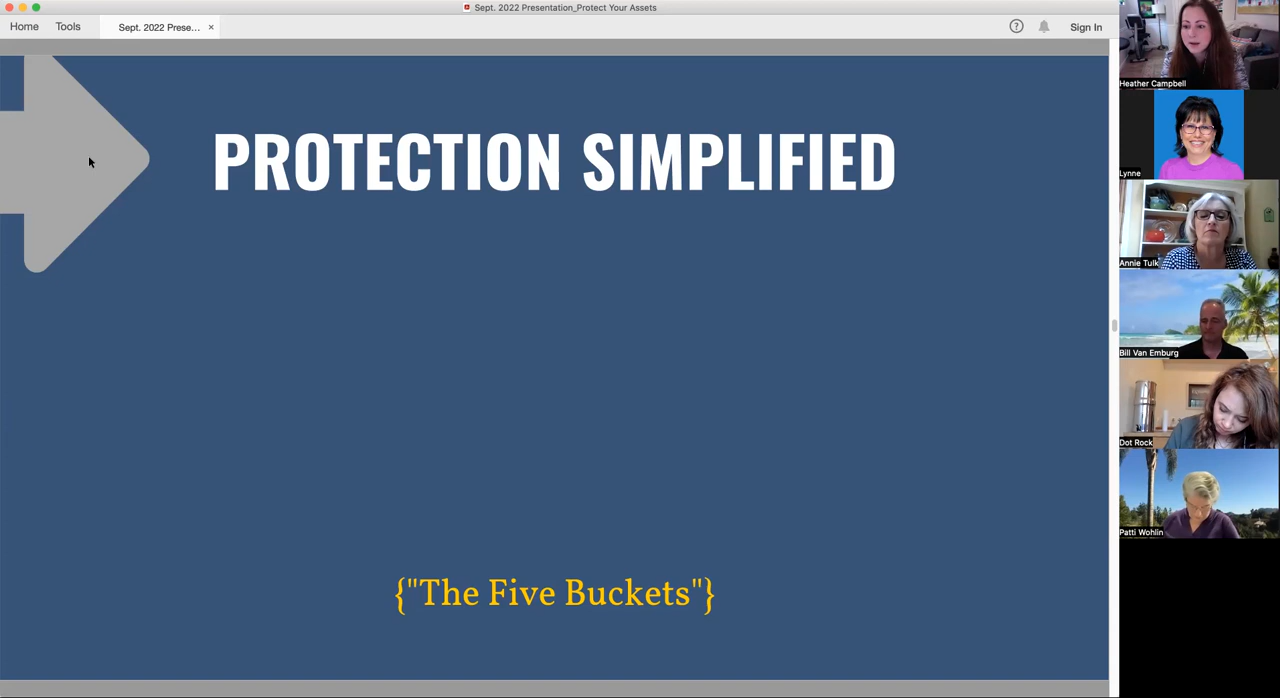 Sept. 2022 Presentation_Protect Your Assets
Home Tools Sept. 2022 Prese... × ? Sign In
PROTECTION SIMPLIFIED
{"The Five Buckets"}
Heather Campbell
Lynne
Annie Tulk
Bill Van Emburg
Dot Rock
Patti Wohlin